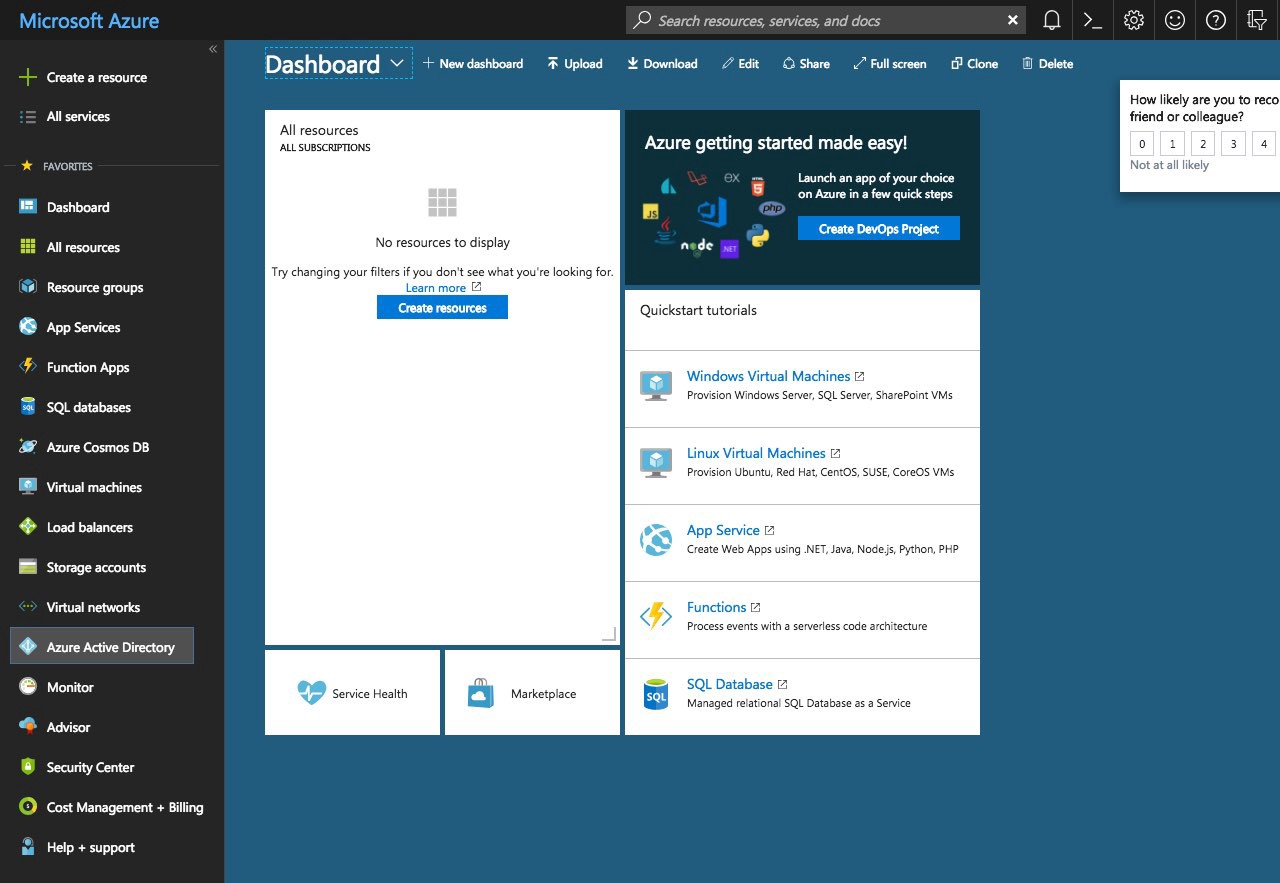 Microsoft Azure
Search resources, services, and docs
Create a resource
All services
FAVORITES
Dashboard
All resources
Resource groups
App Services
Function Apps
SQL databases
Azure Cosmos DB
Virtual machines
Load balancers
Storage accounts
Virtual networks
Azure Active Directory
Monitor
Advisor
Security Center
Cost Management + Billing
Help + support
Dashboard
New dashboard
Upload
Download
Edit
Share
Full screen
Clone
Delete
All resources
ALL SUBSCRIPTIONS
No resources to display
Try changing your filters if you don't see what you're looking for.
Learn more
Create resources
Service Health
Marketplace
Azure getting started made easy!
Launch an app of your choice
on Azure in a few quick steps
Create DevOps Project
EX
HTML
JS
php
node
.NET
Quickstart tutorials
Windows Virtual Machines
Provision Windows Server, SQL Server, SharePoint VMs
Linux Virtual Machines
Provision Ubuntu, Red Hat, CentOS, SUSE, CoreOS VMs
App Service
Create Web Apps using .NET, Java, Node.js, Python, PHP
Functions
Process events with a serverless code architecture
SQL
SQL Database
Managed relational SQL Database as a Service
How likely are you to reco
friend or colleague?
0 1 2 3 4
Not at all likely